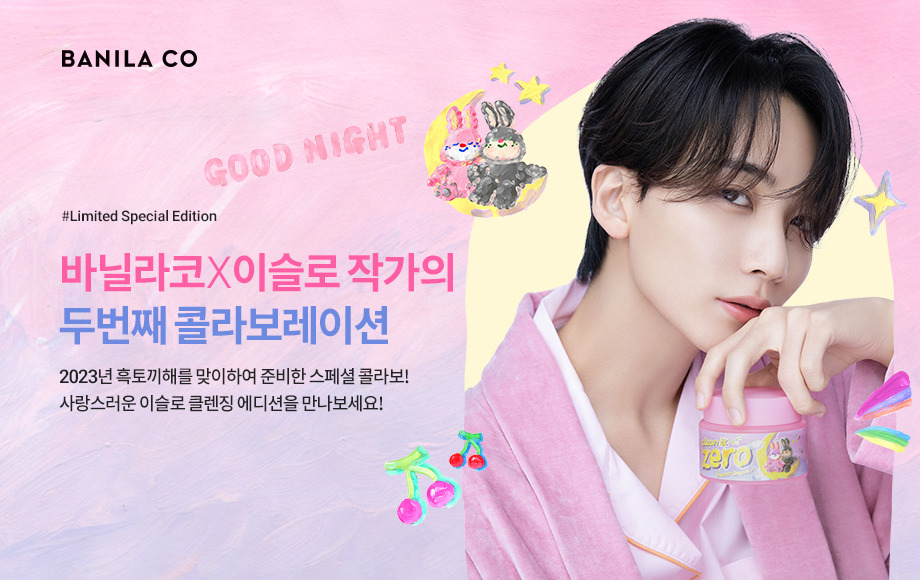 BANILA CO
GOOD NIGHT
#Limited Special Edition
바닐라코X이슬로 작가의
두번째 콜라보레이션
2023년 흑토끼해를 맞이하여 준비한 스페셜 콜라보!
사랑스러운 이슬로 클렌징 에디션을 만나보세요!
clean it
zero